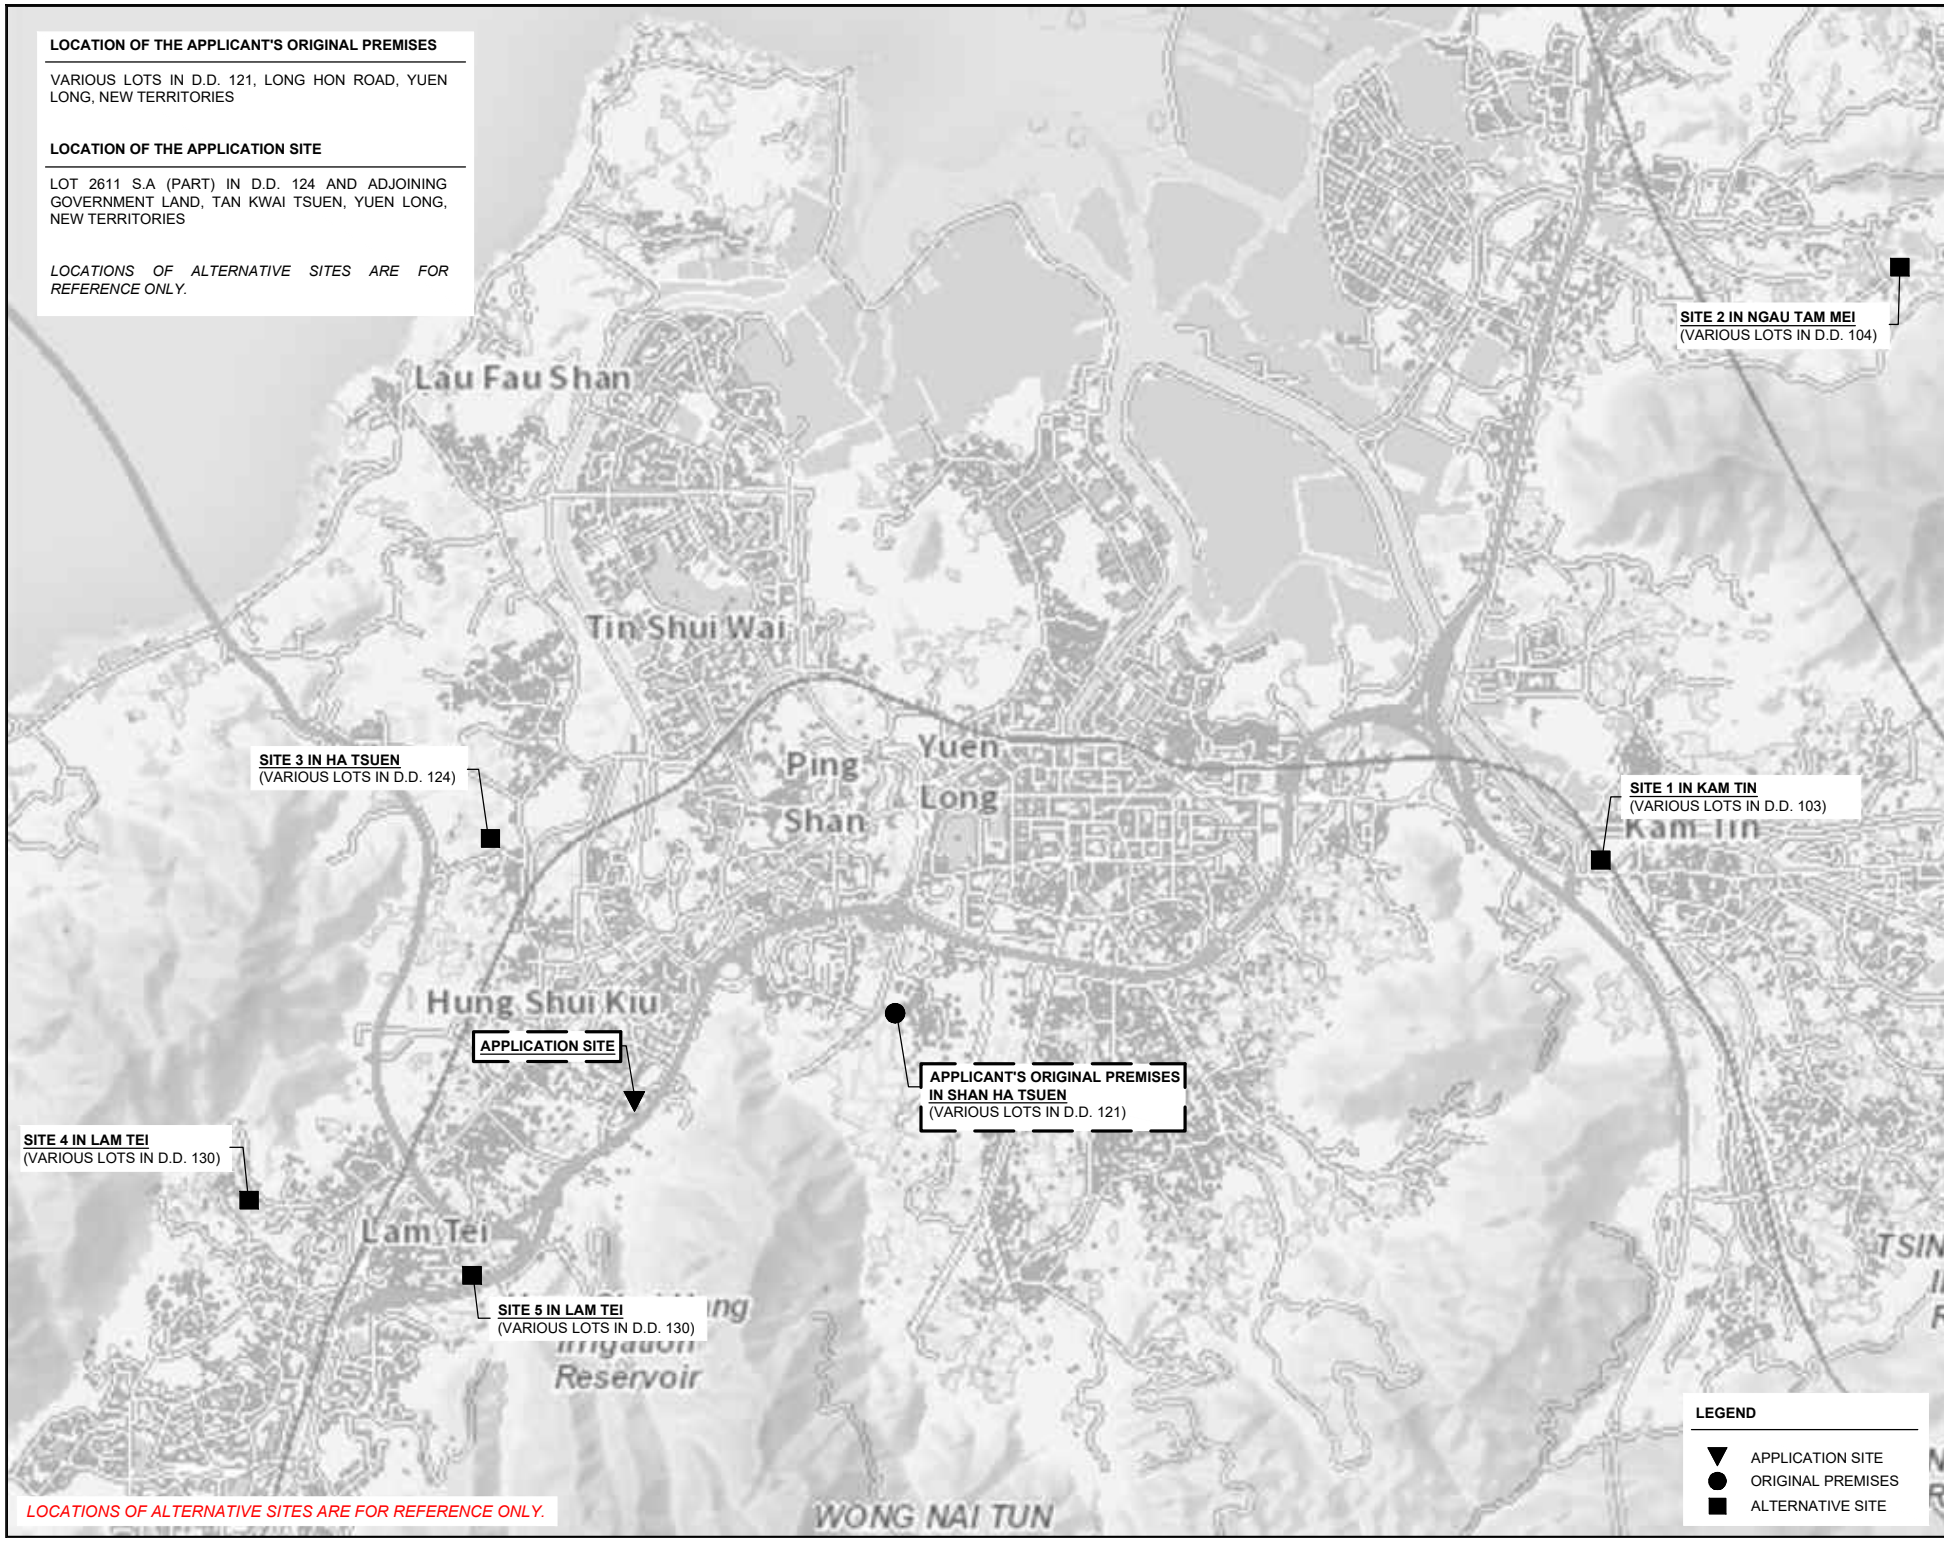 LOCATION OF THE APPLICANT'S ORIGINAL PREMISES
VARIOUS LOTS IN D.D. 121, LONG HON ROAD, YUEN
LONG, NEW TERRITORIES
LOCATION OF THE APPLICATION SITE
LOT 2611 S.A (PART) IN D.D. 124 AND ADJOINING
GOVERNMENT LAND, TAN KWAI TSUEN, YUEN LONG,
NEW TERRITORIES
LOCATIONS OF ALTERNATIVE SITES ARE FOR
REFERENCE ONLY.
SITE 2 IN NGAU TAM MEI
(VARIOUS LOTS IN D.D. 104)
Lau Fau Shan
Tin Shui Wai
SITE 3 IN HA TSUEN
(VARIOUS LOTS IN D.D. 124)
Ping
Shan
Yuen
Long
SITE 1 IN KAM TIN
(VARIOUS LOTS IN D.D. 103)
Kam Tin
Hung Shui Kiu
APPLICATION SITE
APPLICANT'S ORIGINAL PREMISES
IN SHAN HA TSUEN
(VARIOUS LOTS IN D.D. 121)
SITE 4 IN LAM TEI
(VARIOUS LOTS IN D.D. 130)
Lam Tei
SITE 5 IN LAM TEI
(VARIOUS LOTS IN D.D. 130)
Irrigation
Reservoir
TSIN
WONG NAI TUN
LEGEND
APPLICATION SITE
ORIGINAL PREMISES
ALTERNATIVE SITE
LOCATIONS OF ALTERNATIVE SITES ARE FOR REFERENCE ONLY.